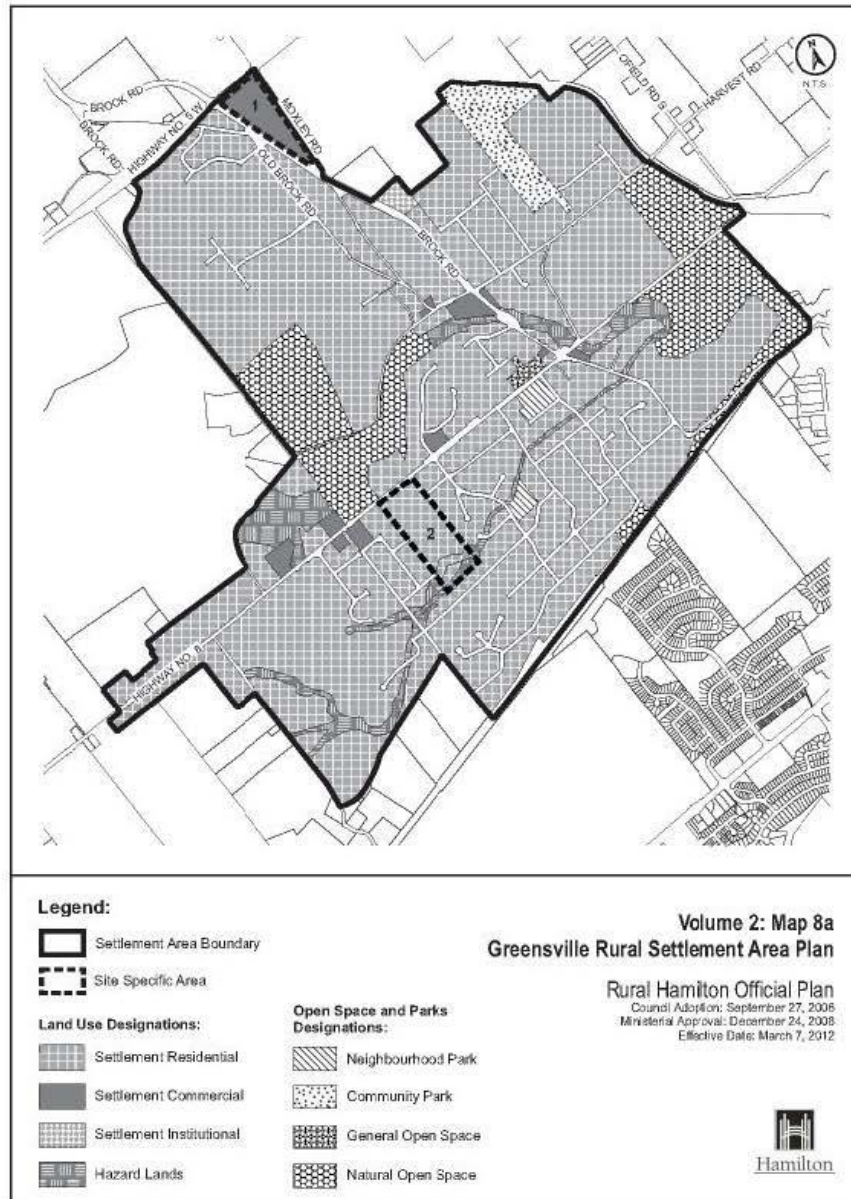 N
N.T.S.
BROCK RD
BROCK RD
HIGHWAY NO. 5 W
1
MOXLEY RD
OLD BROCK RD
BROCK RD
OFIELD RD S
HARVEST RD
2
HIGHWAY NO. 8
Legend:
Settlement Area Boundary
Site Specific Area
Land Use Designations:
Settlement Residential
Settlement Commercial
Settlement Institutional
Hazard Lands
Open Space and Parks
Designations:
Neighbourhood Park
Community Park
General Open Space
Natural Open Space
Volume 2: Map 8a
Greensville Rural Settlement Area Plan
Rural Hamilton Official Plan
Council Adoption: September 27, 2006
Ministerial Approval: December 24, 2008
Effective Date: March 7, 2012
Hamilton